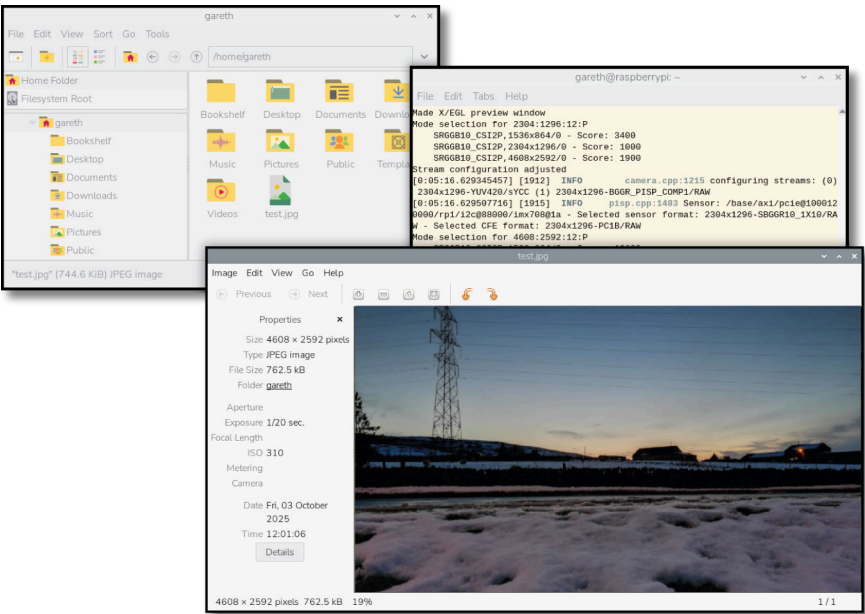 gareth
File Edit View Sort Go Tools
/home/gareth
Home Folder
Filesystem Root
gareth
Bookshelf
Desktop
Documents
Downloads
Music
Pictures
Public
Bookshelf Desktop Documents Downlo
Music Pictures Public Templa
Videos test.jpg
"test.jpg" (744.6 KiB) JPEG image
gareth@raspberrypi: ~
File Edit Tabs Help
Made X/EGL preview window
Mode selection for 2304:1296:12:P
SRGGB10_CSI2P,1536x864/0 - Score: 3400
SRGGB10_CSI2P,2304x1296/0 - Score: 1000
SRGGB10_CSI2P,4608x2592/0 - Score: 1900
Stream configuration adjusted
[0:05:16.629345457] [1912] INFO camera.cpp:1215 configuring streams: (0)
2304x1296-YUV420/sYCC (1) 2304x1296-BGGR_PISP_COMP1/RAW
[0:05:16.629507716] [1915] INFO pisp.cpp:1483 Sensor: /base/axi/pcie@100012
0000/rp1/i2c@88000/imx708@1a - Selected sensor format: 2304x1296-SBGGR10_1X10/RA
W - Selected CFE format: 2304x1296-PC1B/RAW
Mode selection for 4608:2592:12:P
test.jpg
Image Edit View Go Help
Previous Next
Properties
Size 4608 × 2592 pixels
Type JPEG image
File Size 762.5 kB
Folder gareth
Aperture
Exposure 1/20 sec.
Focal Length
ISO 310
Metering
Camera
Date Fri, 03 October
2025
Time 12:01:06
Details
4608 × 2592 pixels 762.5 kB 19%
1 / 1